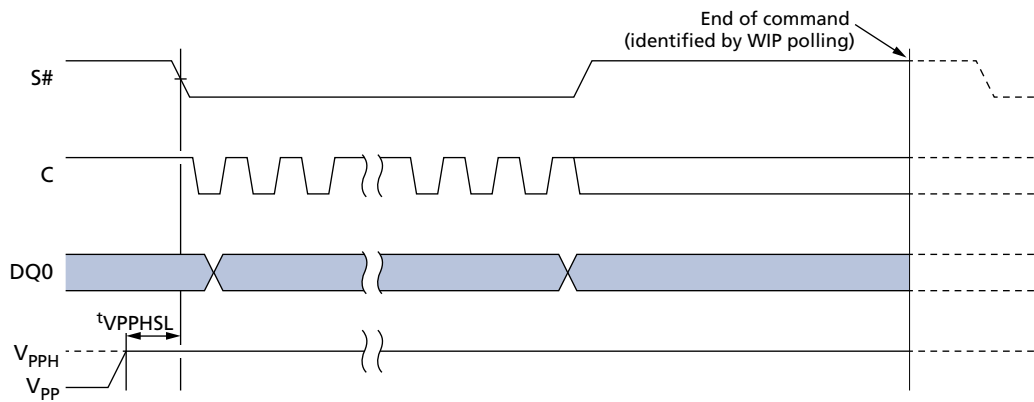 End of command
(identified by WIP polling)
S#
C
DQ0
tVPPHSL
VPPH
VPP